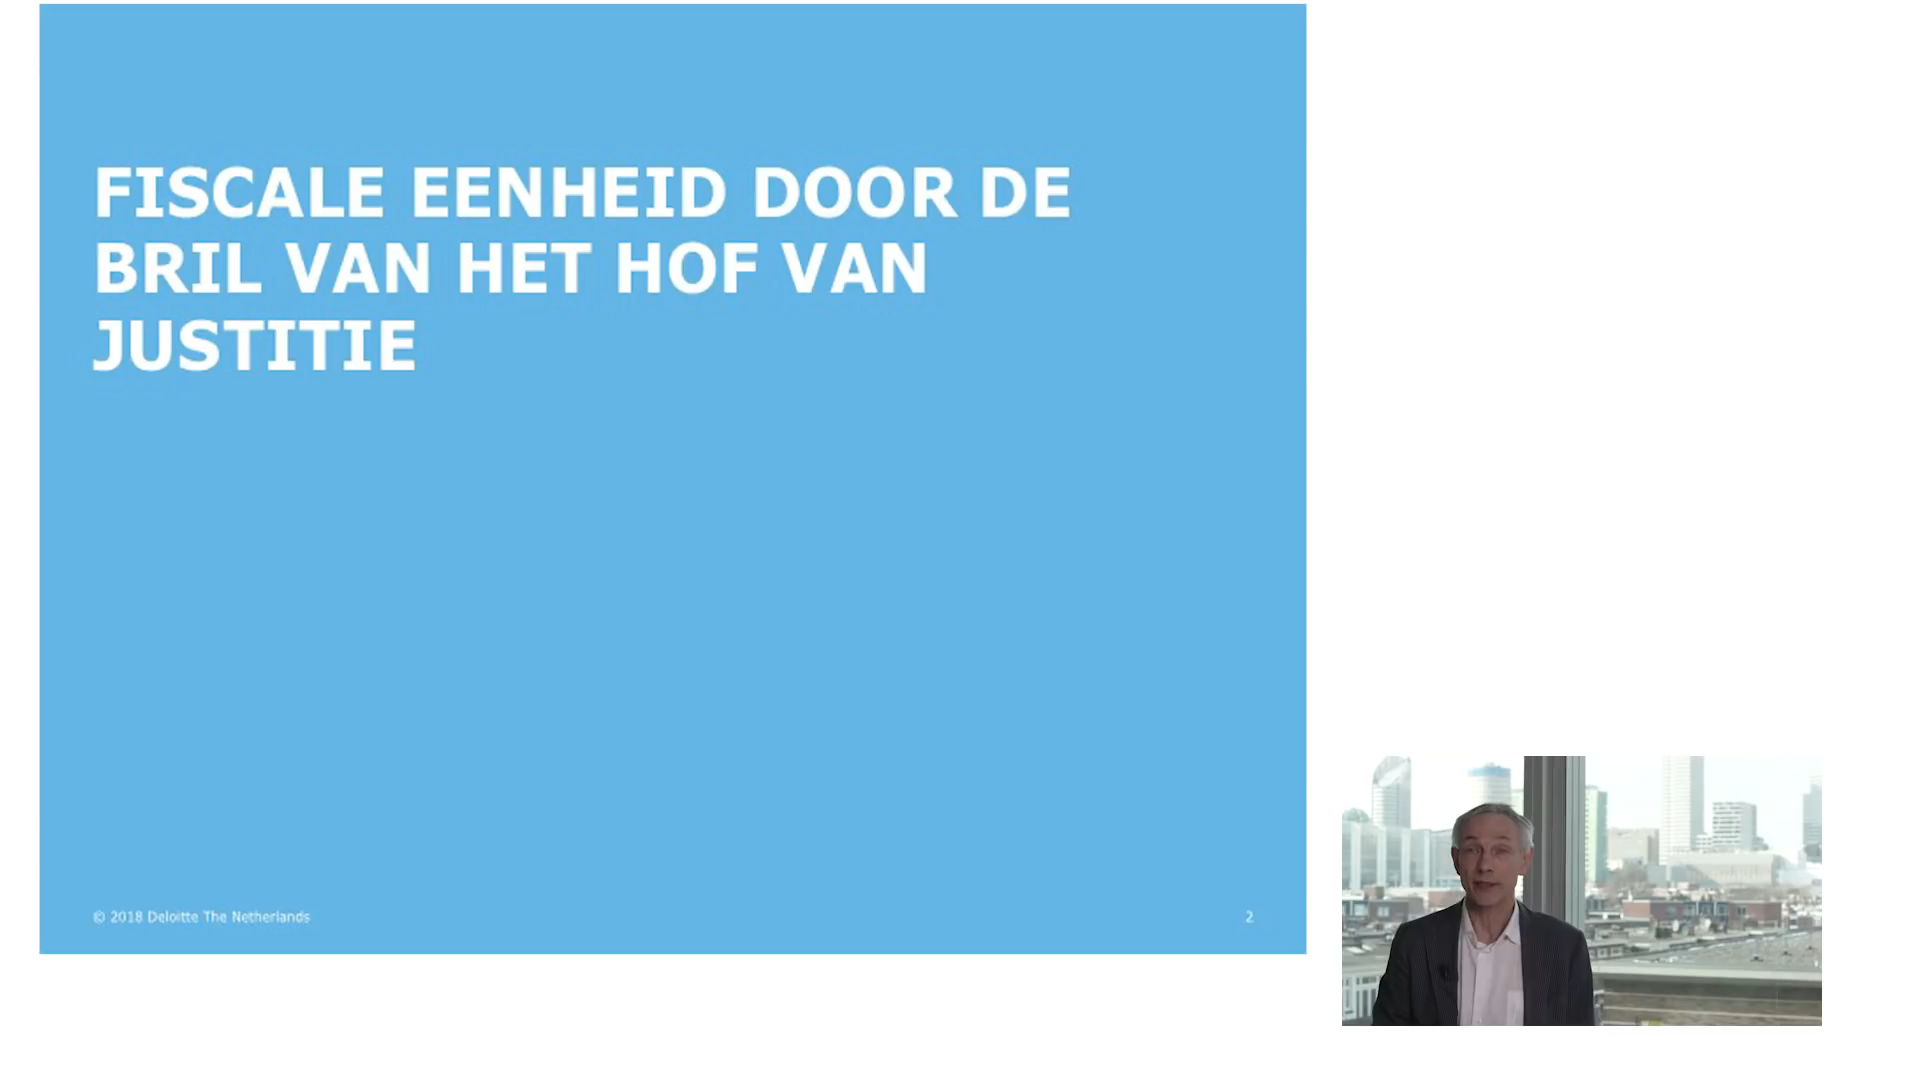 FISCALE EENHEID DOOR DE
BRIL VAN HET HOF VAN
JUSTITIE
© 2018 Deloitte The Netherlands
2